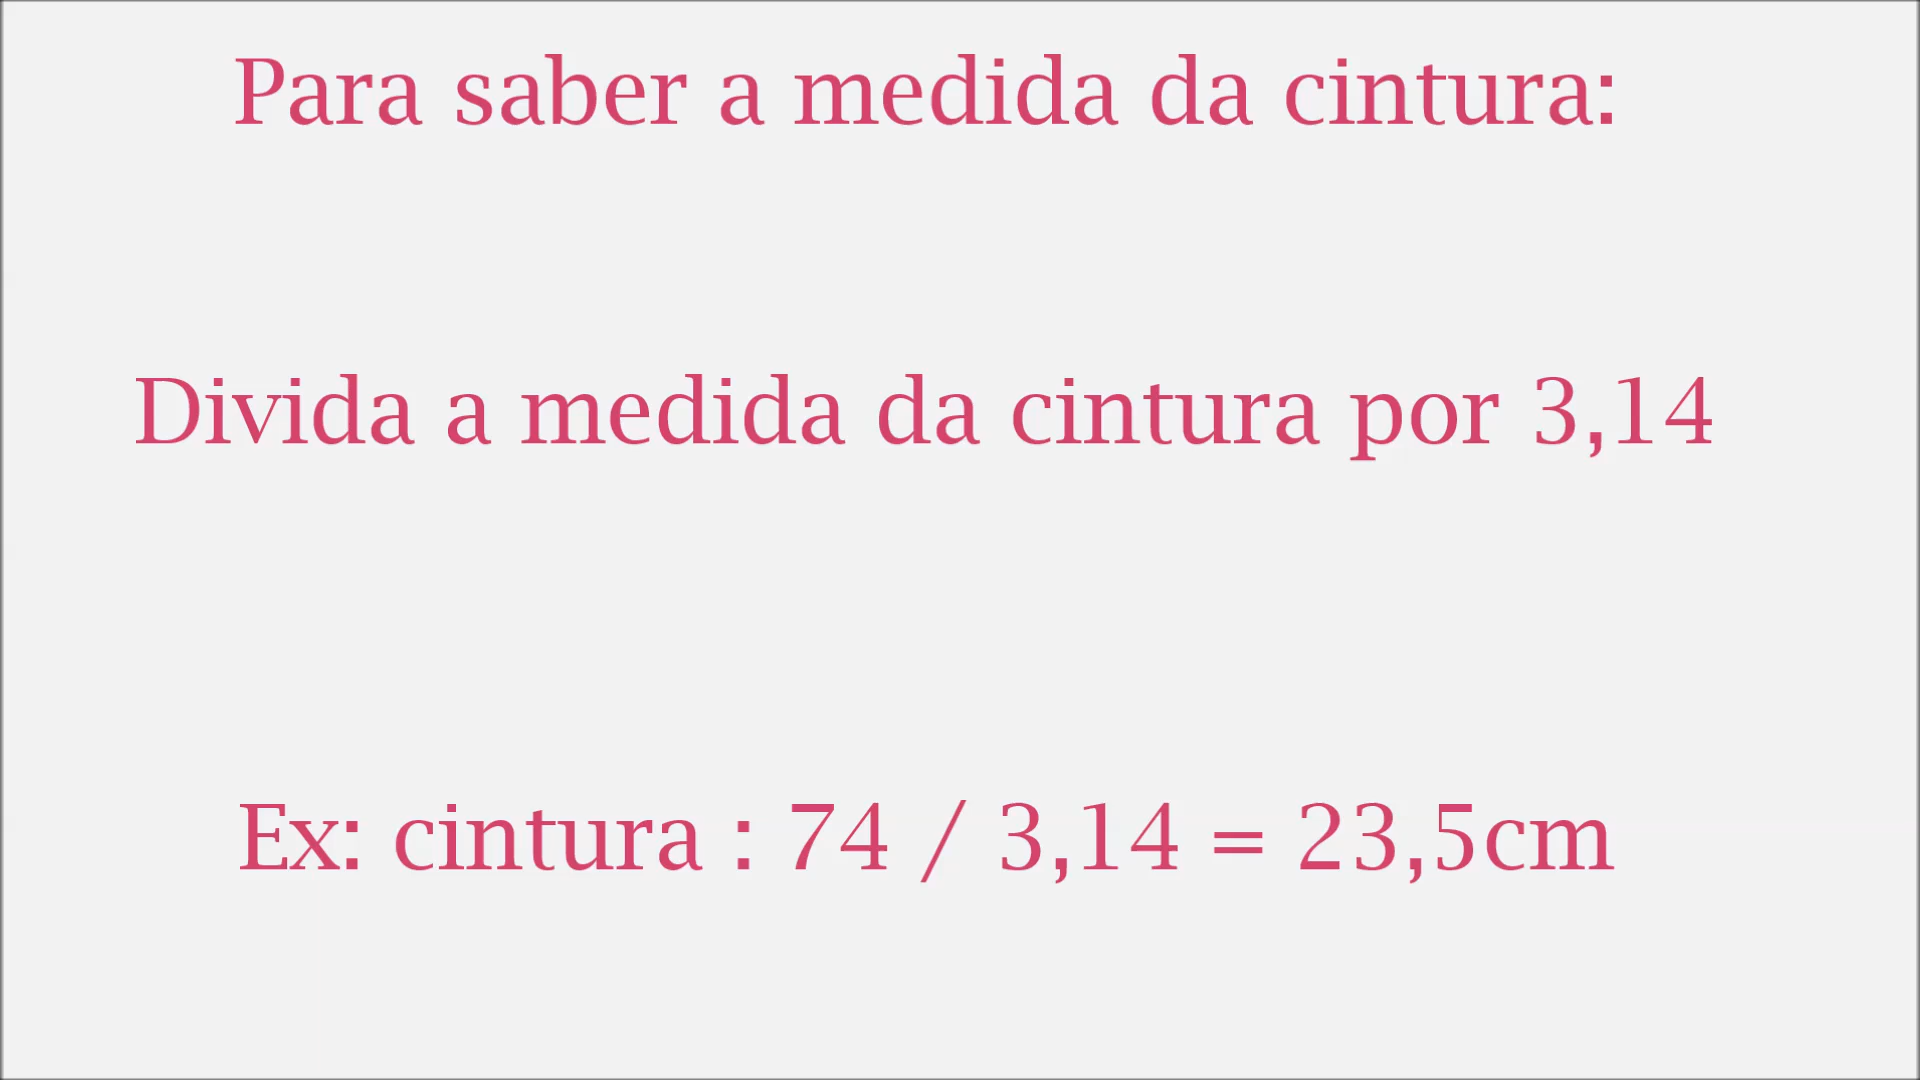 Para saber a medida da cintura:
Divida a medida da cintura por 3,14
Ex: cintura : 74 / 3,14 = 23,5cm